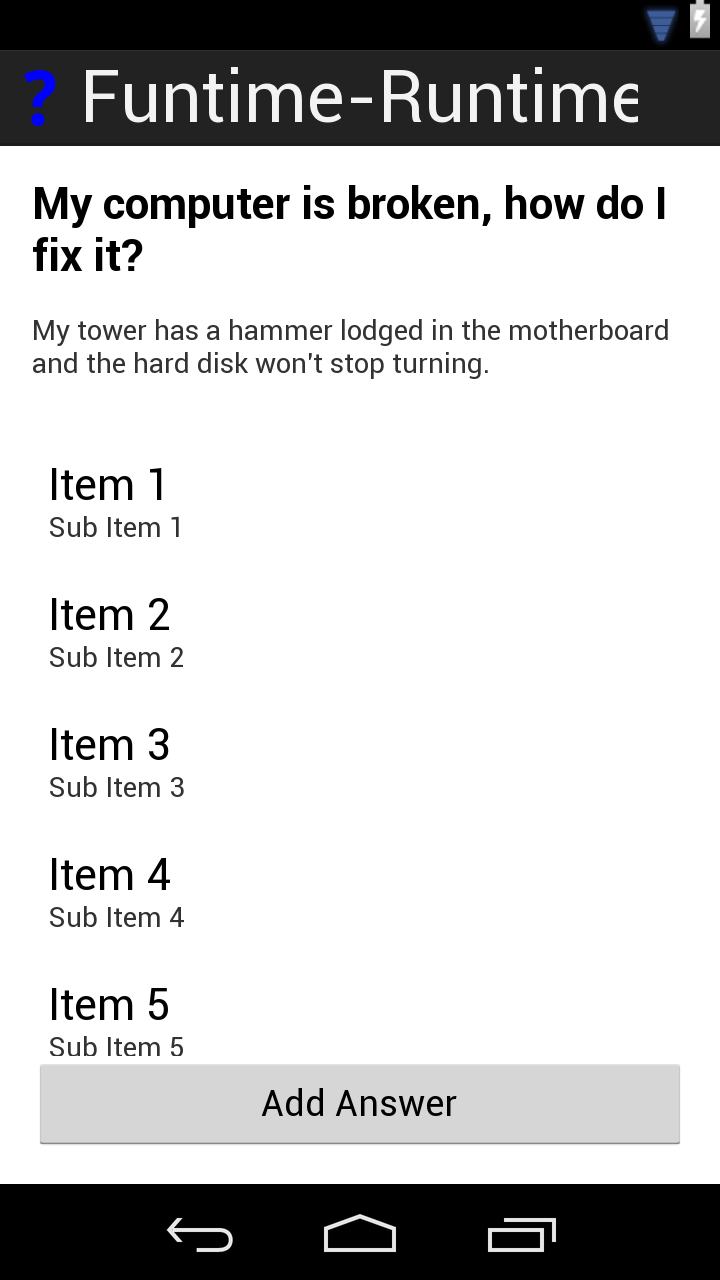 ? Funtime-Runtime
My computer is broken, how do I
fix it?
My tower has a hammer lodged in the motherboard
and the hard disk won't stop turning.
Item 1
Sub Item 1
Item 2
Sub Item 2
Item 3
Sub Item 3
Item 4
Sub Item 4
Item 5
Sub Item 5
Add Answer